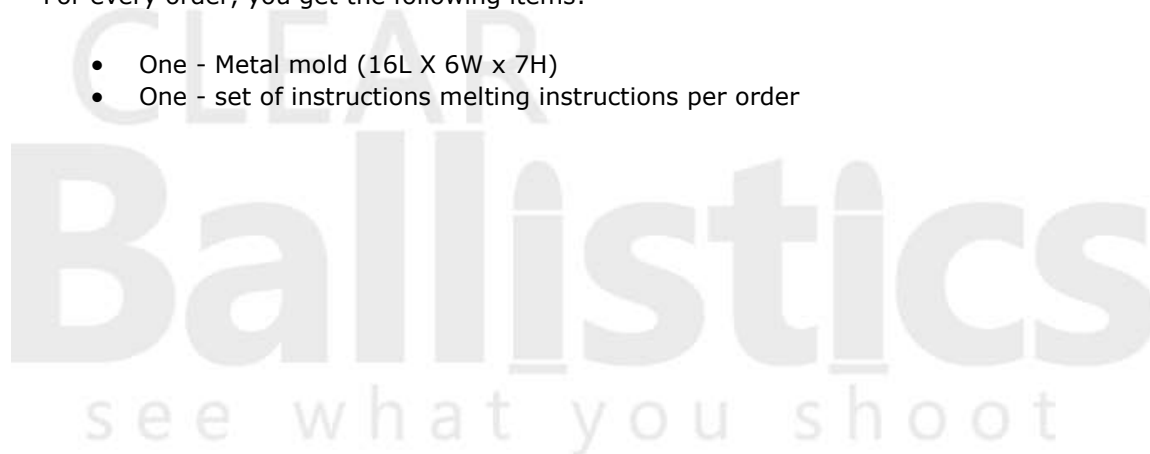 For every order, you get the following items:
CLEAR
• One - Metal mold (16L X 6W x 7H)
• One - set of instructions melting instructions per order
Ballistics
see what you shoot